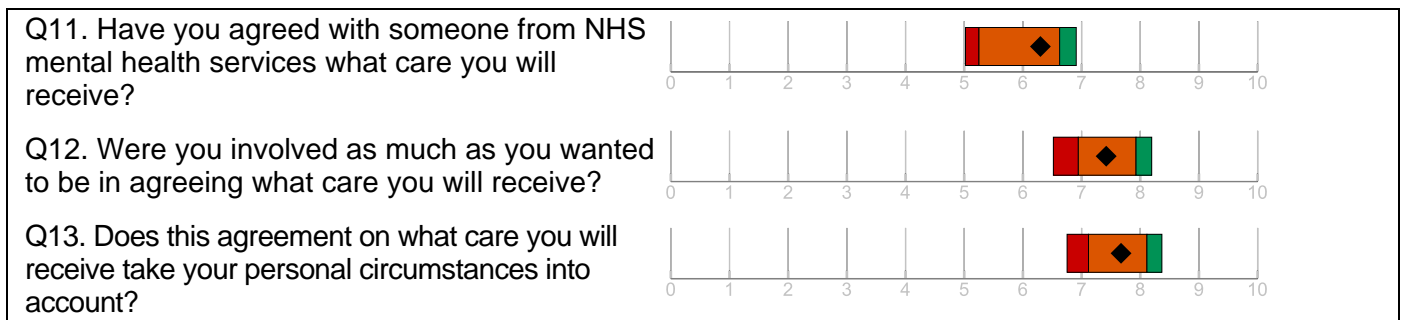 Q11. Have you agreed with someone from NHS
mental health services what care you will
receive?
0 1 2 3 4 5 6 7 8 9 10
Q12. Were you involved as much as you wanted
to be in agreeing what care you will receive?
0 1 2 3 4 5 6 7 8 9 10
Q13. Does this agreement on what care you will
receive take your personal circumstances into
account?
0 1 2 3 4 5 6 7 8 9 10